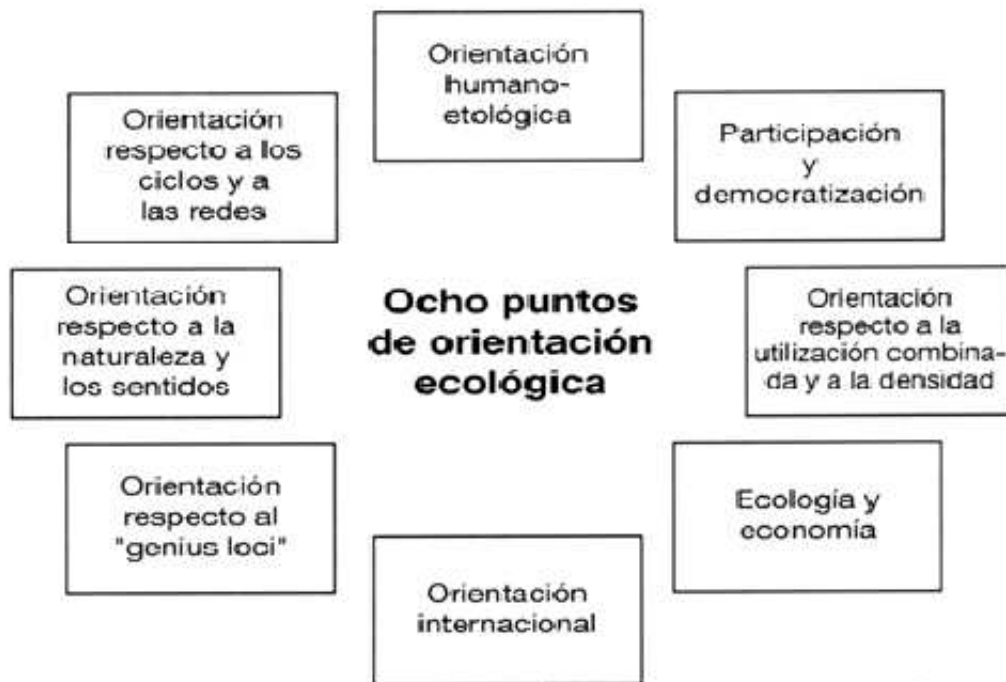 Orientación
humano-
etológica
Orientación
respecto a los
ciclos y a
las redes
Participación
y
democratización
Orientación
respecto a la
naturaleza y
los sentidos
Ocho puntos
de orientación
ecológica
Orientación
respecto a la
utilización combina-
da y a la densidad
Orientación
respecto al
"genius loci"
Ecología y
economía
Orientación
internacional